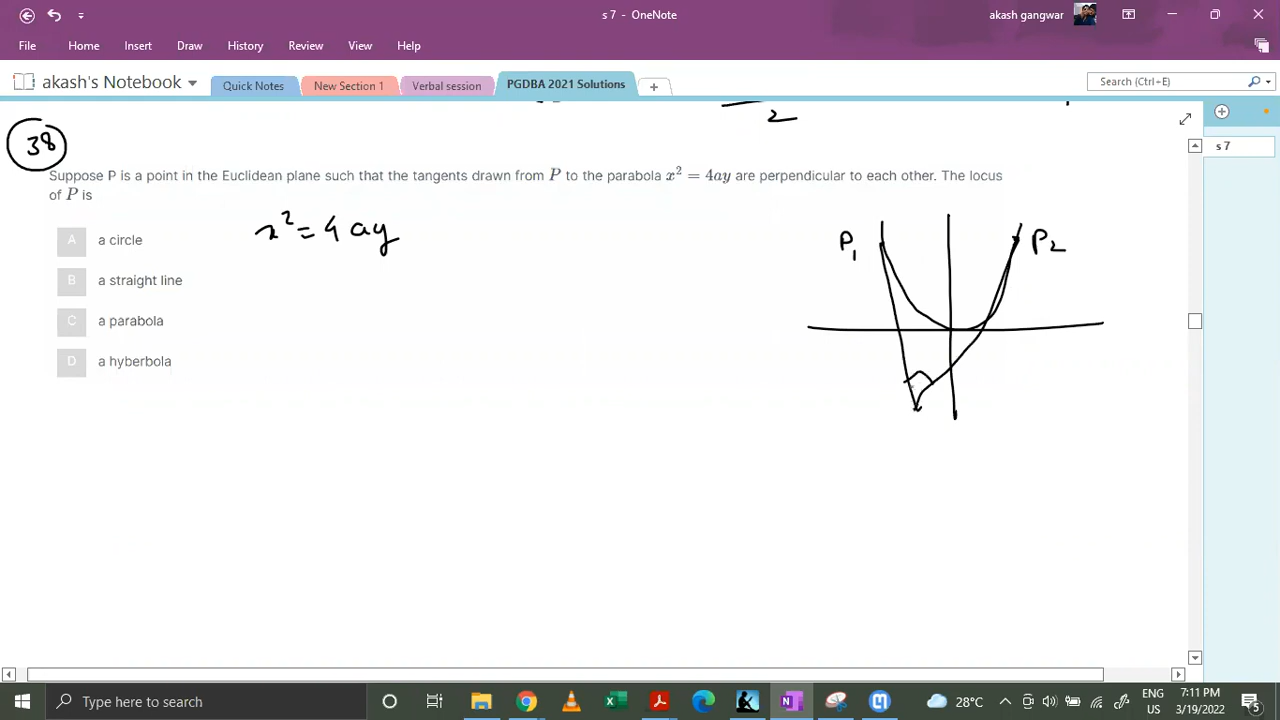 s 7 - OneNote
akash gangwar
File Home Insert Draw History Review View Help
akash's Notebook
Quick Notes
New Section 1
Verbal session
PGDBA 2021 Solutions
Search (Ctrl+E)
s 7
2
38
Suppose P is a point in the Euclidean plane such that the tangents drawn from P to the parabola x² = 4ay are perpendicular to each other. The locus
of P is
x² = 4 ay
A a circle
B a straight line
C a parabola
D a hyberbola
P₁
P₂
Type here to search
28°C
ENG
US
7:11 PM
3/19/2022
5